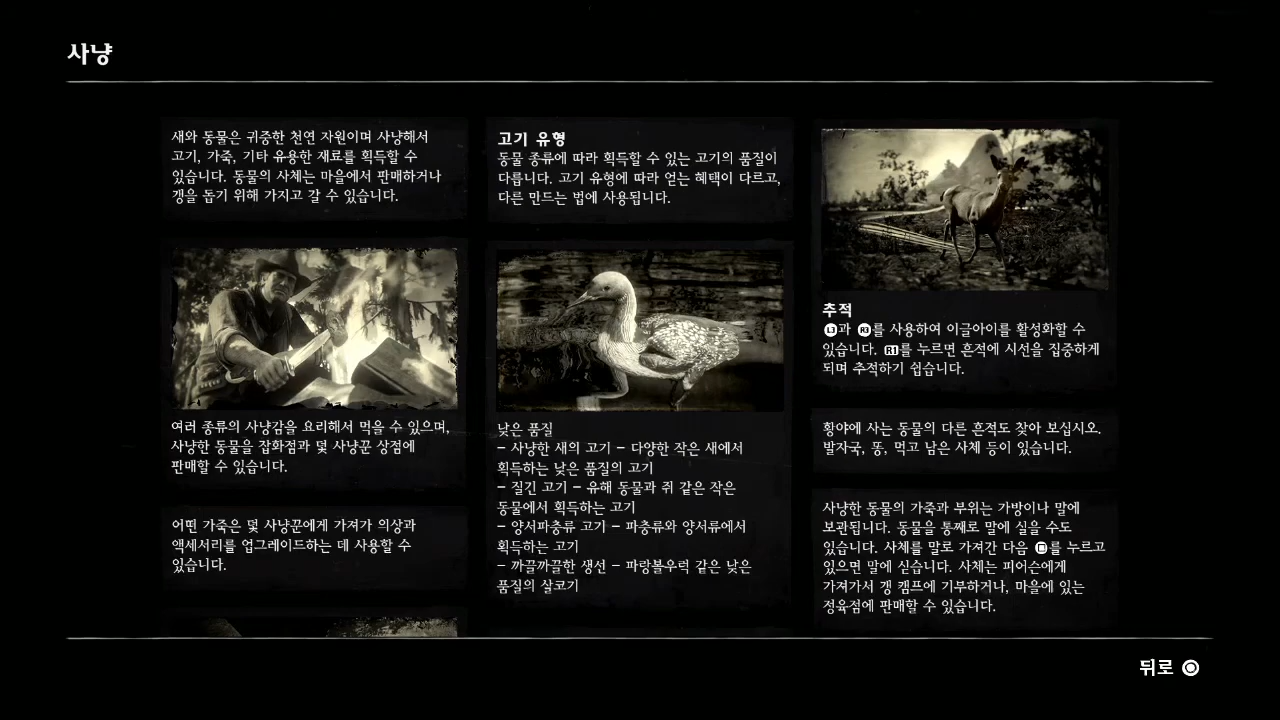 사냥
새와 동물은 귀중한 천연 자원이며 사냥해서
고기, 가죽, 기타 유용한 재료를 획득할 수
있습니다. 동물의 사체는 마을에서 판매하거나
갱을 돕기 위해 가지고 갈 수 있습니다.
여러 종류의 사냥감을 요리해서 먹을 수 있으며,
사냥한 동물을 잡화점과 몇 사냥꾼 상점에
판매할 수 있습니다.
어떤 가죽은 몇 사냥꾼에게 가져가 의상과
액세서리를 업그레이드하는 데 사용할 수
있습니다.
고기 유형
동물 종류에 따라 획득할 수 있는 고기의 품질이
다릅니다. 고기 유형에 따라 얻는 혜택이 다르고,
다른 만드는 법에 사용됩니다.
낮은 품질
– 사냥한 새의 고기 – 다양한 작은 새에서
획득하는 낮은 품질의 고기
– 질긴 고기 – 유해 동물과 쥐 같은 작은
동물에서 획득하는 고기
– 양서파충류 고기 – 파충류와 양서류에서
획득하는 고기
– 까끌까끌한 생선 – 파랑볼우럭 같은 낮은
품질의 살코기
추적
L3과 R3를 사용하여 이글아이를 활성화할 수
있습니다. R1를 누르면 흔적에 시선을 집중하게
되며 추적하기 쉽습니다.
황야에 사는 동물의 다른 흔적도 찾아 보십시오.
발자국, 똥, 먹고 남은 사체 등이 있습니다.
사냥한 동물의 가죽과 부위는 가방이나 말에
보관됩니다. 동물을 통째로 말에 실을 수도
있습니다. 사체를 말로 가져간 다음 를 누르고
있으면 말에 싣습니다. 사체는 피어슨에게
가져가서 갱 캠프에 기부하거나, 마을에 있는
정육점에 판매할 수 있습니다.
뒤로